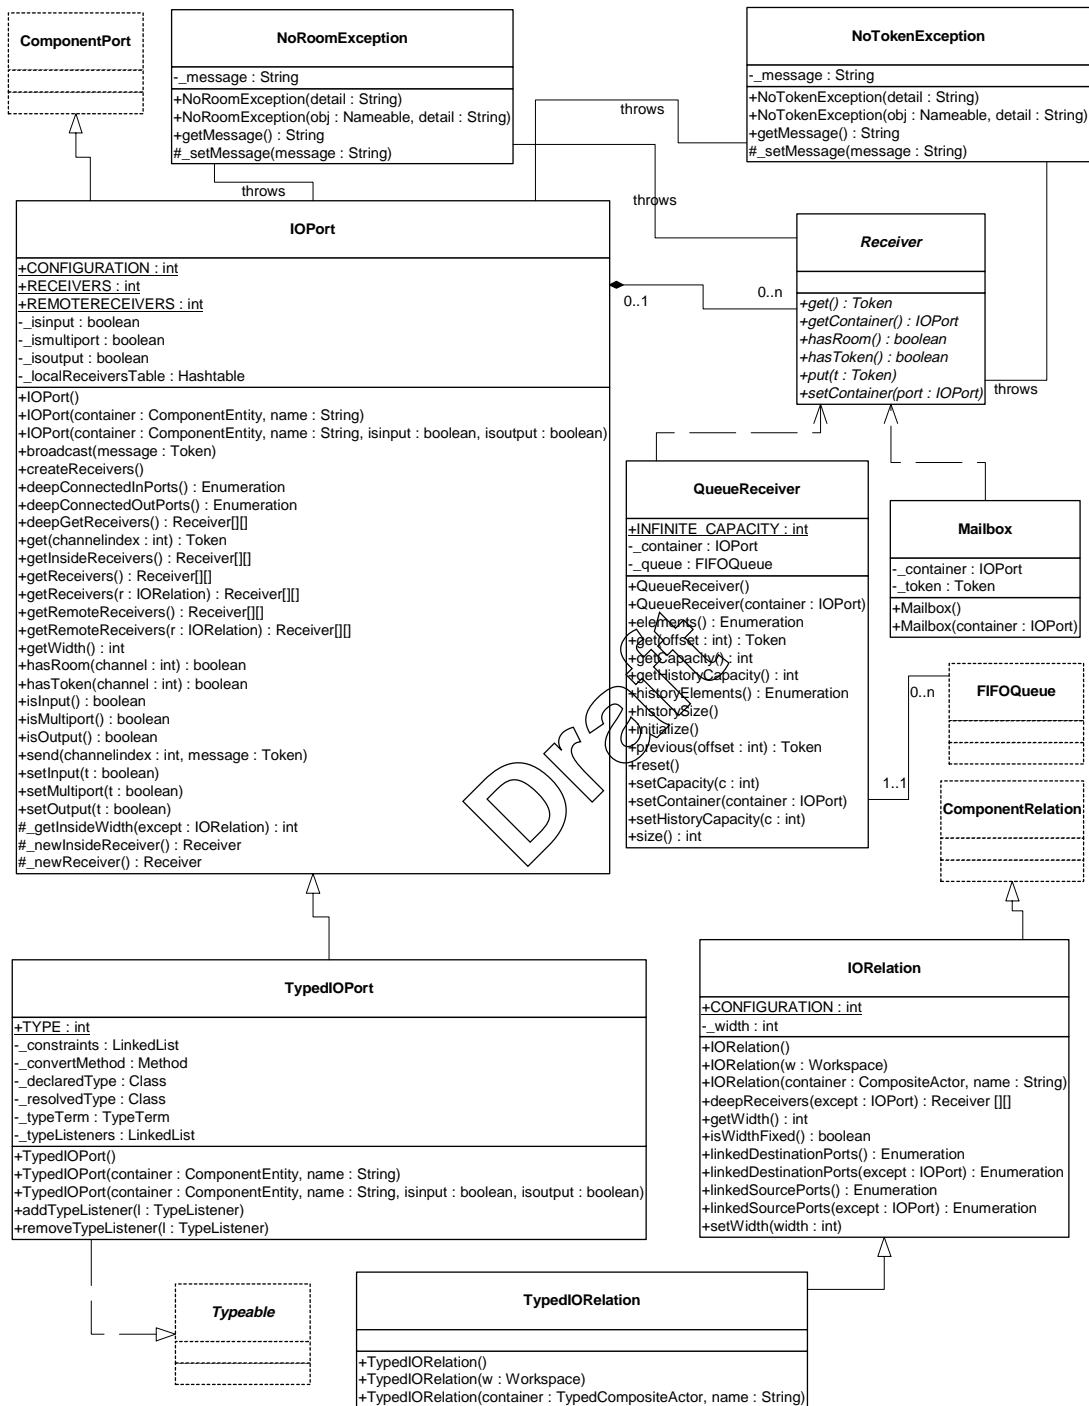 ComponentPort
NoRoomException
-_message : String
+NoRoomException(detail : String)
+NoRoomException(obj : Nameable, detail : String)
+getMessage() : String
#_setMessage(message : String)
NoTokenException
-_message : String
+NoTokenException(detail : String)
+NoTokenException(obj : Nameable, detail : String)
+getMessage() : String
#_setMessage(message : String)
throws
throws
throws
throws
IOPort
+CONFIGURATION : int
+RECEIVERS : int
+REMOTERECEIVERS : int
-_isinput : boolean
-_ismultiport : boolean
-_isoutput : boolean
-_localReceiversTable : Hashtable
+IOPort()
+IOPort(container : ComponentEntity, name : String)
+IOPort(container : ComponentEntity, name : String, isinput : boolean, isoutput : boolean)
+broadcast(message : Token)
+createReceivers()
+deepConnectedInPorts() : Enumeration
+deepConnectedOutPorts() : Enumeration
+deepGetReceivers() : Receiver[][]
+get(channelindex : int) : Token
+getInsideReceivers() : Receiver[][]
+getReceivers() : Receiver[][]
+getReceivers(r : IORelation) : Receiver[][]
+getRemoteReceivers() : Receiver[][]
+getRemoteReceivers(r : IORelation) : Receiver[][]
+getWidth() : int
+hasRoom(channel : int) : boolean
+hasToken(channel : int) : boolean
+isInput() : boolean
+isMultiport() : boolean
+isOutput() : boolean
+send(channelindex : int, message : Token)
+setInput(t : boolean)
+setMultiport(t : boolean)
+setOutput(t : boolean)
#_getInsideWidth(except : IORelation) : int
#_newInsideReceiver() : Receiver
#_newReceiver() : Receiver
0..1
0..n
Receiver
+get() : Token
+getContainer() : IOPort
+hasRoom() : boolean
+hasToken() : boolean
+put(t : Token)
+setContainer(port : IOPort)
QueueReceiver
+INFINITE_CAPACITY : int
-_container : IOPort
-_queue : FIFOQueue
+QueueReceiver()
+QueueReceiver(container : IOPort)
+elements() : Enumeration
+get(offset : int) : Token
+getCapacity() : int
+getHistoryCapacity() : int
+historyElements() : Enumeration
+historySize()
+initialize()
+previous(offset : int) : Token
+reset()
+setCapacity(c : int)
+setContainer(container : IOPort)
+setHistoryCapacity(c : int)
+size() : int
Mailbox
-_container : IOPort
-_token : Token
+Mailbox()
+Mailbox(container : IOPort)
0..n
1..1
FIFOQueue
ComponentRelation
Draft
TypedIOPort
+TYPE : int
-_constraints : LinkedList
-_convertMethod : Method
-_declaredType : Class
-_resolvedType : Class
-_typeTerm : TypeTerm
-_typeListeners : LinkedList
+TypedIOPort()
+TypedIOPort(container : ComponentEntity, name : String)
+TypedIOPort(container : ComponentEntity, name : String, isinput : boolean, isoutput : boolean)
+addTypeListener(l : TypeListener)
+removeTypeListener(l : TypeListener)
IORelation
+CONFIGURATION : int
-_width : int
+IORelation()
+IORelation(w : Workspace)
+IORelation(container : CompositeActor, name : String)
+deepReceivers(except : IOPort) : Receiver [][]
+getWidth() : int
+isWidthFixed() : boolean
+linkedDestinationPorts() : Enumeration
+linkedDestinationPorts(except : IOPort) : Enumeration
+linkedSourcePorts() : Enumeration
+linkedSourcePorts(except : IOPort) : Enumeration
+setWidth(width : int)
Typeable
TypedIORelation
+TypedIORelation()
+TypedIORelation(w : Workspace)
+TypedIORelation(container : TypedCompositeActor, name : String)